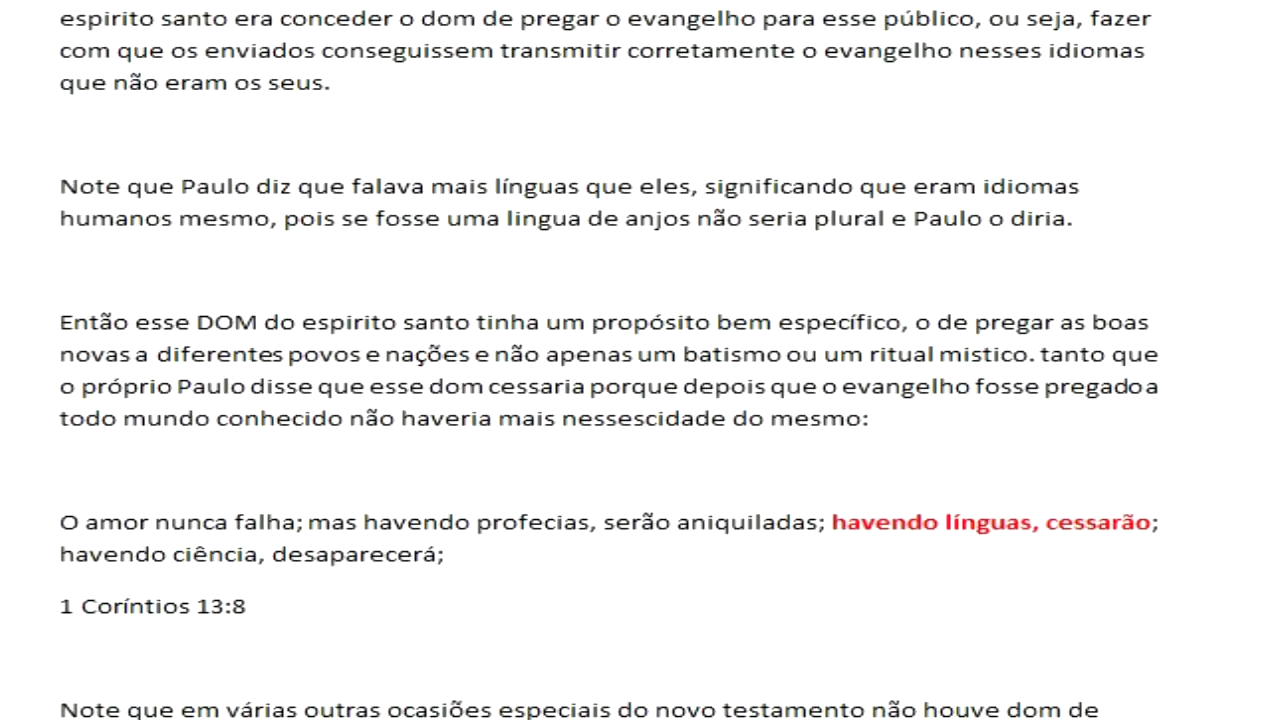 espirito santo era conceder o dom de pregar o evangelho para esse público, ou seja, fazer
com que os enviados conseguissem transmitir corretamente o evangelho nesses idiomas
que não eram os seus.
Note que Paulo diz que falava mais línguas que eles, significando que eram idiomas
humanos mesmo, pois se fosse uma lingua de anjos não seria plural e Paulo o diria.
Então esse DOM do espirito santo tinha um propósito bem específico, o de pregar as boas
novas a diferentes povos e nações e não apenas um batismo ou um ritual mistico. tanto que
o próprio Paulo disse que esse dom cessaria porque depois que o evangelho fosse pregado a
todo mundo conhecido não haveria mais nessescidade do mesmo:
O amor nunca falha; mas havendo profecias, serão aniquiladas; havendo línguas, cessarão;
havendo ciência, desaparecerá;
1 Coríntios 13:8
Note que em várias outras ocasiões especiais do novo testamento não houve dom de